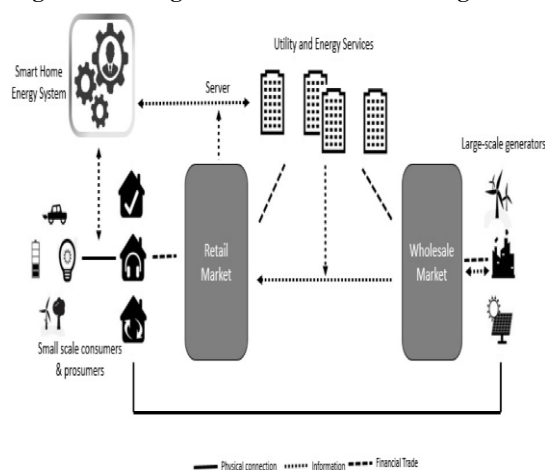 Smart Home
Energy System
Server
Utility and Energy Services
Large-scale generators
Retail
Market
Wholesale
Market
Small scale consumers
& prosumers
Physical connection
Information
Financial Trade